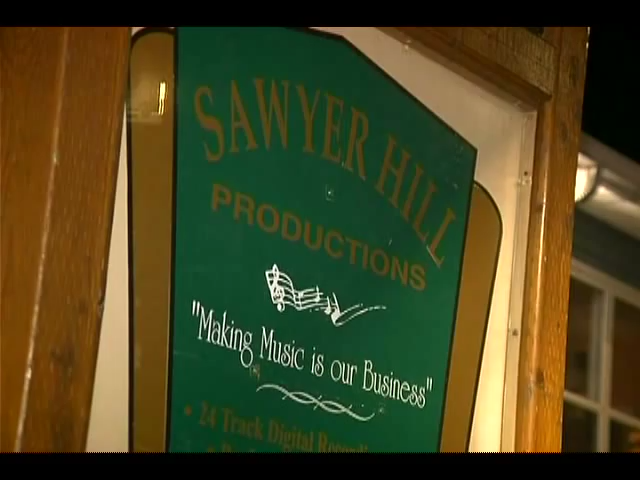 SAWYER HILL
PRODUCTIONS
"Making Music is our Business"
• 24 Track Digital